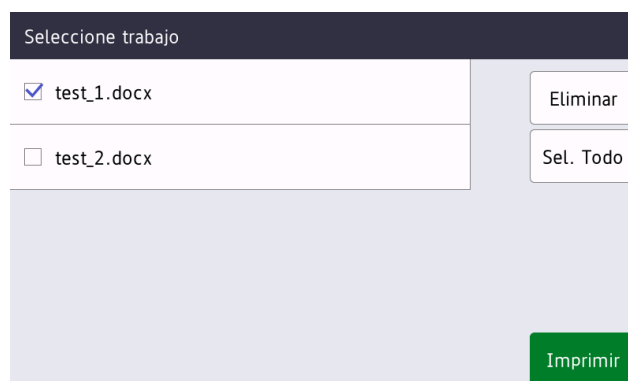 Seleccione trabajo
test_1.docx
test_2.docx
Eliminar
Sel. Todo
Imprimir